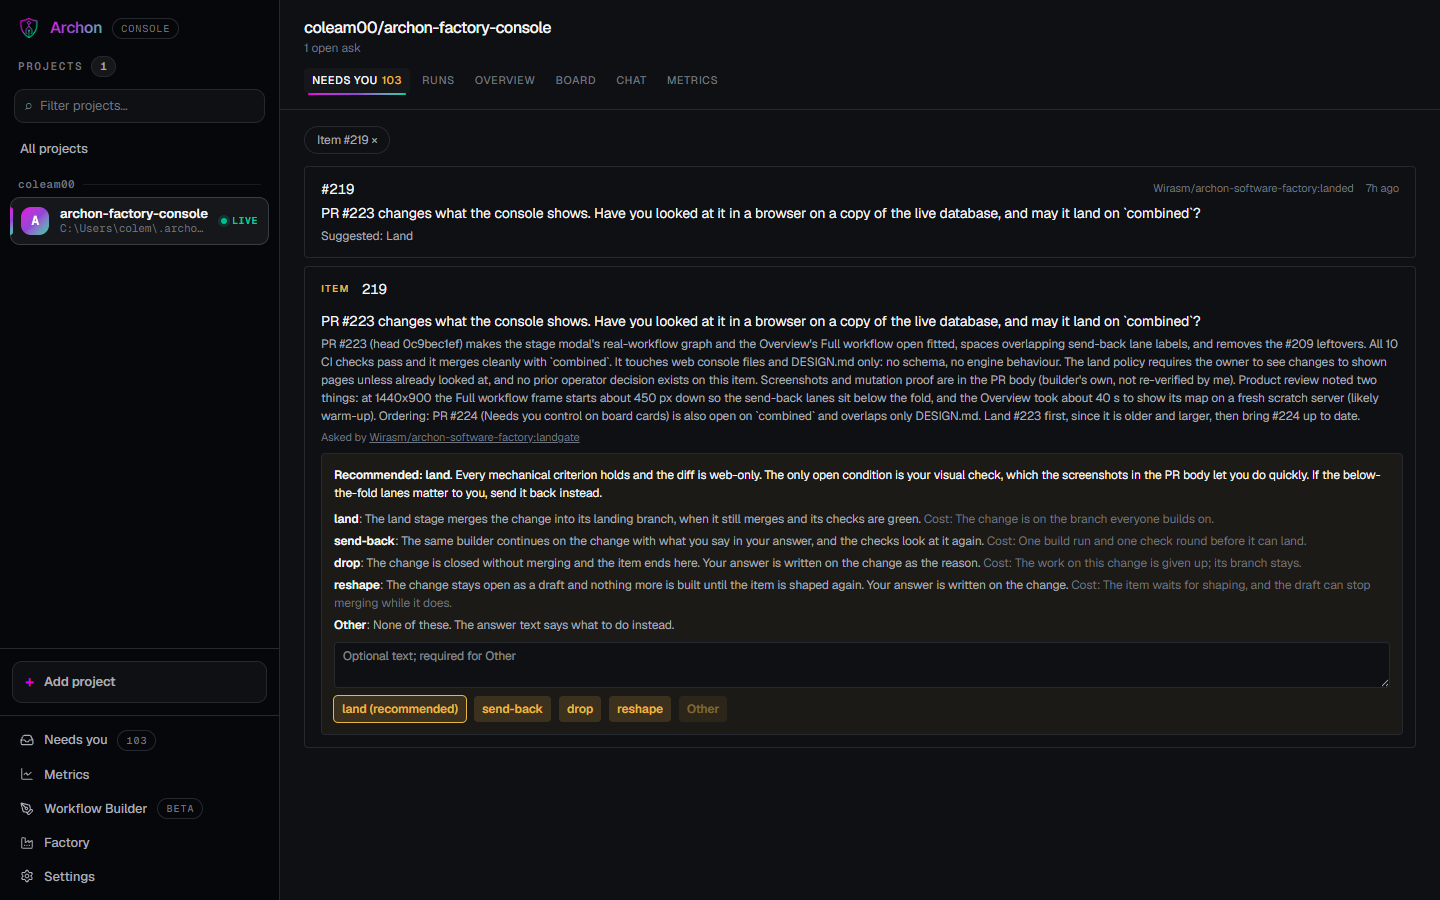 Archon CONSOLE
PROJECTS 1
Filter projects...
All projects
coleam00
A archon-factory-console LIVE
C:\Users\colem\.archo…
Add project
Needs you 103
Metrics
Workflow Builder BETA
Factory
Settings
coleam00/archon-factory-console
1 open ask
NEEDS YOU 103 RUNS OVERVIEW BOARD CHAT METRICS
Item #219 ×
#219 Wirasm/archon-software-factory:landed 7h ago
PR #223 changes what the console shows. Have you looked at it in a browser on a copy of the live database, and may it land on `combined`?
Suggested: Land
ITEM 219
PR #223 changes what the console shows. Have you looked at it in a browser on a copy of the live database, and may it land on `combined`?
PR #223 (head 0c9bec1ef) makes the stage modal's real-workflow graph and the Overview's Full workflow open fitted, spaces overlapping send-back lane labels, and removes the #209 leftovers. All 10
CI checks pass and it merges cleanly with `combined`. It touches web console files and DESIGN.md only: no schema, no engine behaviour. The land policy requires the owner to see changes to shown
pages unless already looked at, and no prior operator decision exists on this item. Screenshots and mutation proof are in the PR body (builder's own, not re-verified by me). Product review noted two
things: at 1440x900 the Full workflow frame starts about 450 px down so the send-back lanes sit below the fold, and the Overview took about 40 s to show its map on a fresh scratch server (likely
warm-up). Ordering: PR #224 (Needs you control on board cards) is also open on `combined` and overlaps only DESIGN.md. Land #223 first, since it is older and larger, then bring #224 up to date.
Asked by Wirasm/archon-software-factory:landgate
Recommended: land. Every mechanical criterion holds and the diff is web-only. The only open condition is your visual check, which the screenshots in the PR body let you do quickly. If the below-
the-fold lanes matter to you, send it back instead.
land: The land stage merges the change into its landing branch, when it still merges and its checks are green. Cost: The change is on the branch everyone builds on.
send-back: The same builder continues on the change with what you say in your answer, and the checks look at it again. Cost: One build run and one check round before it can land.
drop: The change is closed without merging and the item ends here. Your answer is written on the change as the reason. Cost: The work on this change is given up; its branch stays.
reshape: The change stays open as a draft and nothing more is built until the item is shaped again. Your answer is written on the change. Cost: The item waits for shaping, and the draft can stop
merging while it does.
Other: None of these. The answer text says what to do instead.
Optional text; required for Other
land (recommended) send-back drop reshape Other